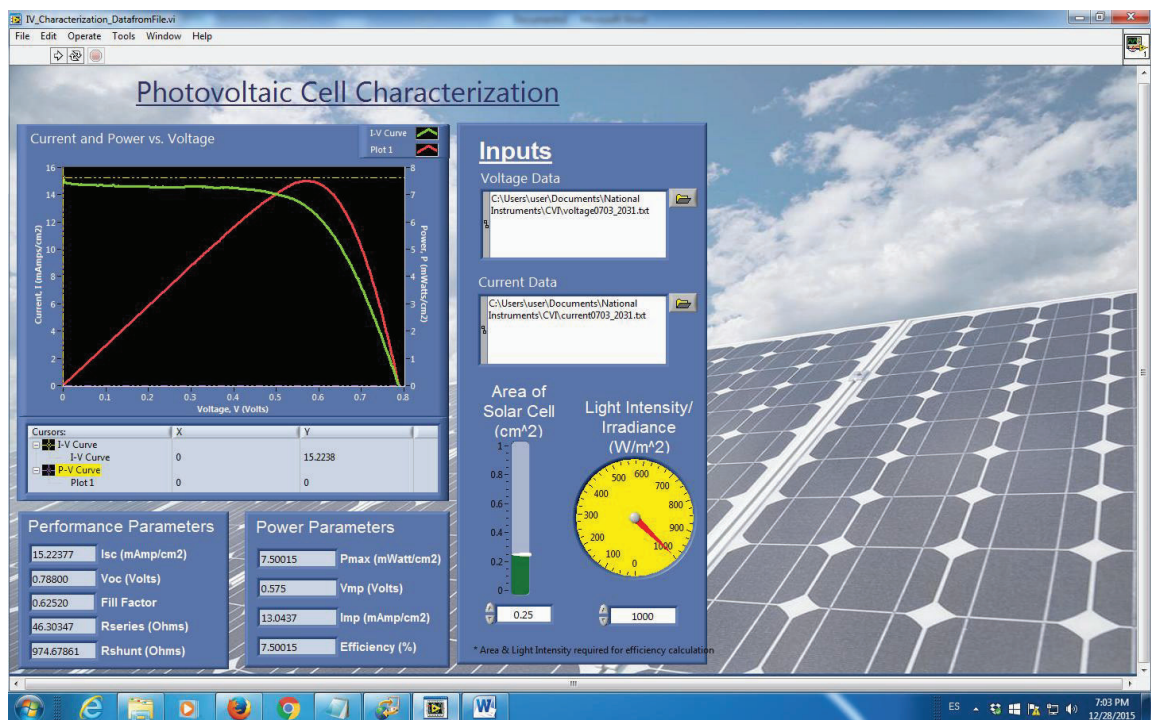 IV_Characterization_DatafromFile.vi
File Edit Operate Tools Window Help
1
Photovoltaic Cell Characterization
Current and Power vs. Voltage
I-V Curve
Plot 1
16
14
12
10
8
6
4
2
0
Current, I (mAmps/cm2)
8
7
6
5
4
3
2
1
0
Power, P (mWatts/cm2)
0 0.1 0.2 0.3 0.4 0.5 0.6 0.7 0.8
Voltage, V (Volts)
Cursors: X Y
I-V Curve
I-V Curve 0 15.2238
P-V Curve
Plot 1 0 0
Performance Parameters
15.22377 Isc (mAmp/cm2)
0.78800 Voc (Volts)
0.62520 Fill Factor
46.30347 Rseries (Ohms)
974.67861 Rshunt (Ohms)
Power Parameters
7.50015 Pmax (mWatt/cm2)
0.575 Vmp (Volts)
13.0437 Imp (mAmp/cm2)
7.50015 Efficiency (%)
Inputs
Voltage Data
C:\Users\user\Documents\National
Instruments\CVI\voltage0703_2031.txt
Current Data
C:\Users\user\Documents\National
Instruments\CVI\current0703_2031.txt
Area of
Solar Cell
(cm^2)
1
0.8
0.6
0.4
0.2
0
0.25
Light Intensity/
Irradiance
(W/m^2)
0 100 200 300 400 500 600 700 800 900 1000
1000
* Area & Light Intensity required for efficiency calculation
ES
7:03 PM
12/28/2015